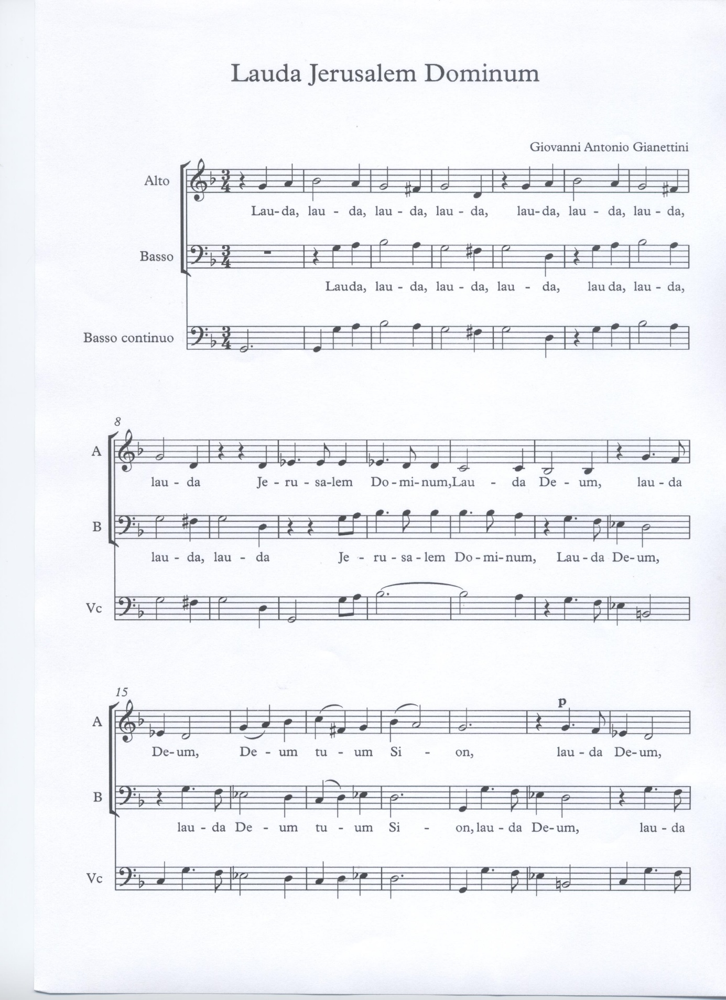 Lauda Jerusalem Dominum
Giovanni Antonio Gianettini
Alto
Lau-da, lau - da, lau - da, lau - da, lau-da, lau - da, lau - da,
Basso
Lauda, lau - da, lau - da, lau - da, lau da, lau - da,
Basso continuo
8
A
lau - da Je - ru - sa-lem Do - mi-num,Lau - da De - um, lau - da
B
lau - da, lau - da Je - ru - sa - lem Do - mi-num, Lau - da De-um,
Vc
15
p
A
De-um, De - um tu - um Si - on, lau - da De-um,
B
lau - da De - um tu - um Si - on, lau - da De-um, lau - da
Vc